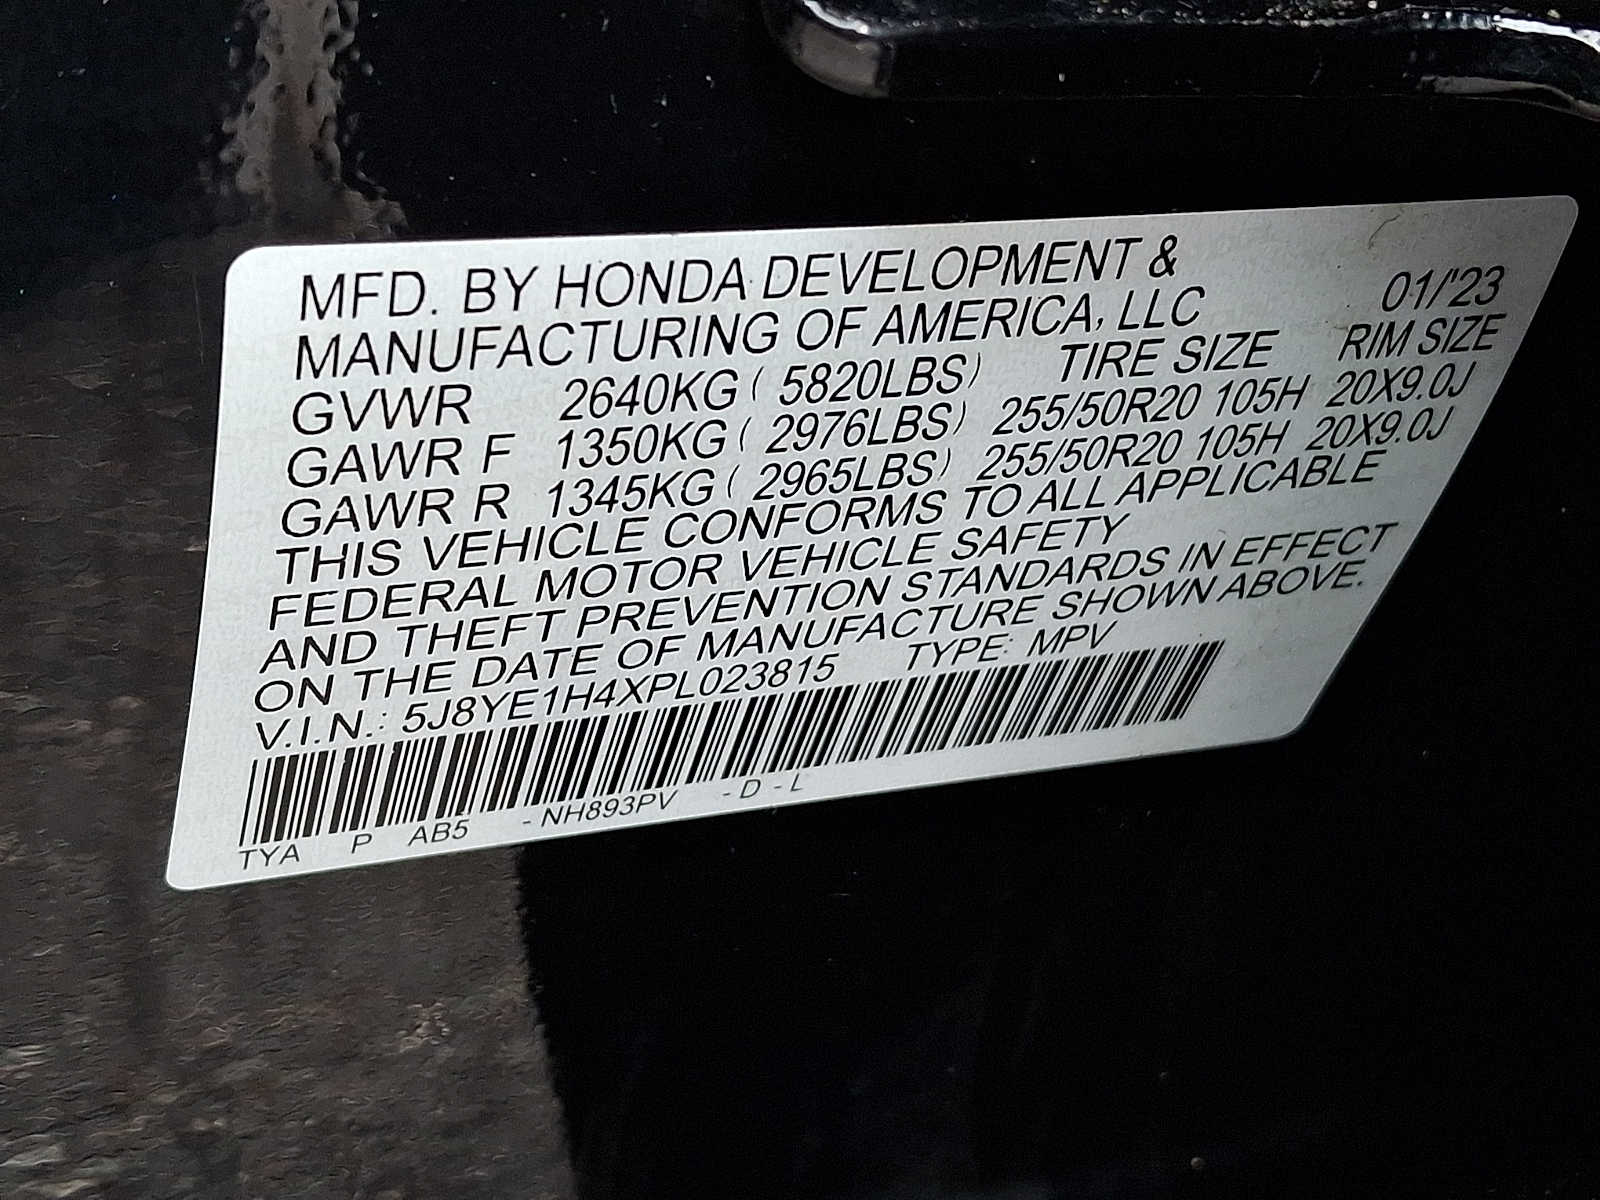 MFD. BY HONDA DEVELOPMENT &
MANUFACTURING OF AMERICA, LLC 01/'23
GVWR 2640KG ( 5820LBS) TIRE SIZE RIM SIZE
GAWR F 1350KG ( 2976LBS) 255/50R20 105H 20X9.0J
GAWR R 1345KG ( 2965LBS) 255/50R20 105H 20X9.0J
THIS VEHICLE CONFORMS TO ALL APPLICABLE
FEDERAL MOTOR VEHICLE SAFETY
AND THEFT PREVENTION STANDARDS IN EFFECT
ON THE DATE OF MANUFACTURE SHOWN ABOVE.
V.I.N.: 5J8YE1H4XPL023815 TYPE: MPV
TYA P AB5 - NH893PV - D - L